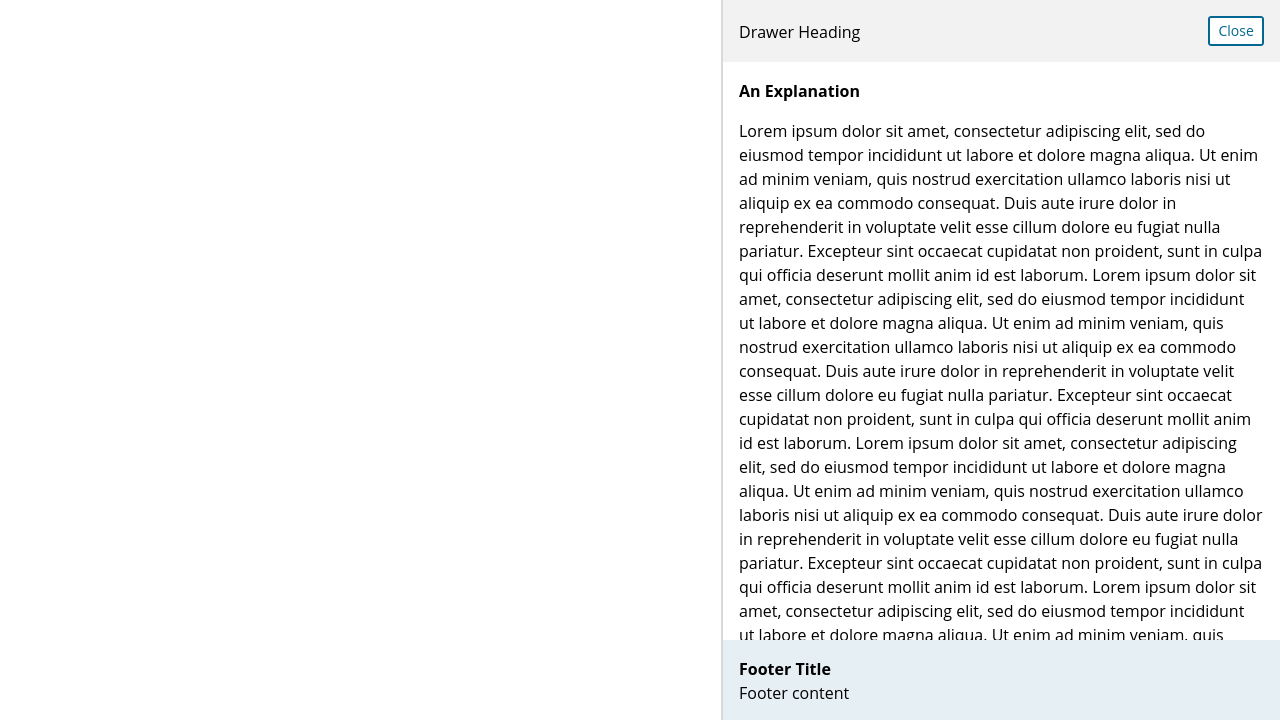 Drawer Heading
Close
An Explanation
Lorem ipsum dolor sit amet, consectetur adipiscing elit, sed do
eiusmod tempor incididunt ut labore et dolore magna aliqua. Ut enim
ad minim veniam, quis nostrud exercitation ullamco laboris nisi ut
aliquip ex ea commodo consequat. Duis aute irure dolor in
reprehenderit in voluptate velit esse cillum dolore eu fugiat nulla
pariatur. Excepteur sint occaecat cupidatat non proident, sunt in culpa
qui officia deserunt mollit anim id est laborum. Lorem ipsum dolor sit
amet, consectetur adipiscing elit, sed do eiusmod tempor incididunt
ut labore et dolore magna aliqua. Ut enim ad minim veniam, quis
nostrud exercitation ullamco laboris nisi ut aliquip ex ea commodo
consequat. Duis aute irure dolor in reprehenderit in voluptate velit
esse cillum dolore eu fugiat nulla pariatur. Excepteur sint occaecat
cupidatat non proident, sunt in culpa qui officia deserunt mollit anim
id est laborum. Lorem ipsum dolor sit amet, consectetur adipiscing
elit, sed do eiusmod tempor incididunt ut labore et dolore magna
aliqua. Ut enim ad minim veniam, quis nostrud exercitation ullamco
laboris nisi ut aliquip ex ea commodo consequat. Duis aute irure dolor
in reprehenderit in voluptate velit esse cillum dolore eu fugiat nulla
pariatur. Excepteur sint occaecat cupidatat non proident, sunt in culpa
qui officia deserunt mollit anim id est laborum. Lorem ipsum dolor sit
amet, consectetur adipiscing elit, sed do eiusmod tempor incididunt
ut labore et dolore magna aliqua. Ut enim ad minim veniam, quis
Footer Title
Footer content